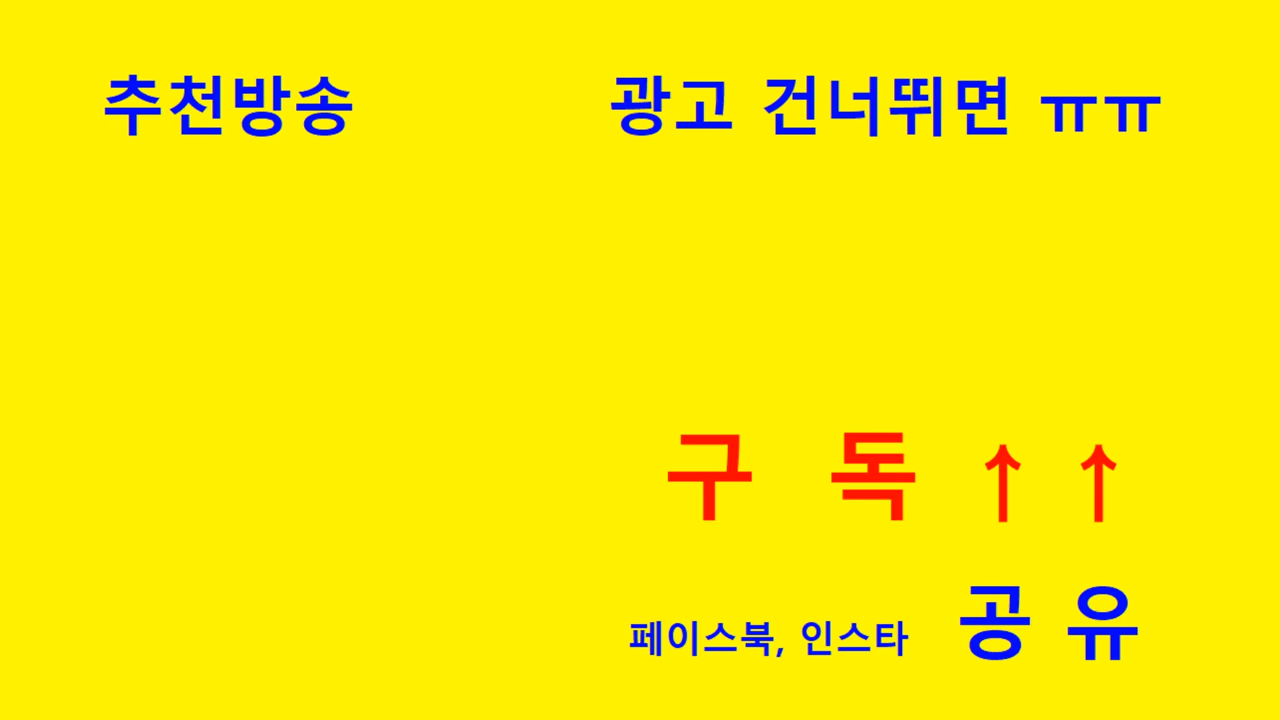 추천방송
광고 건너뛰면 ㅠㅠ
구 독 ↑ ↑
페이스북, 인스타 공 유